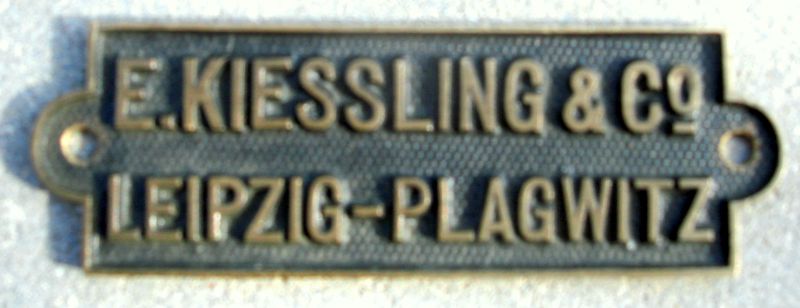 E. KIESSLING & Cº
LEIPZIG-PLAGWITZ